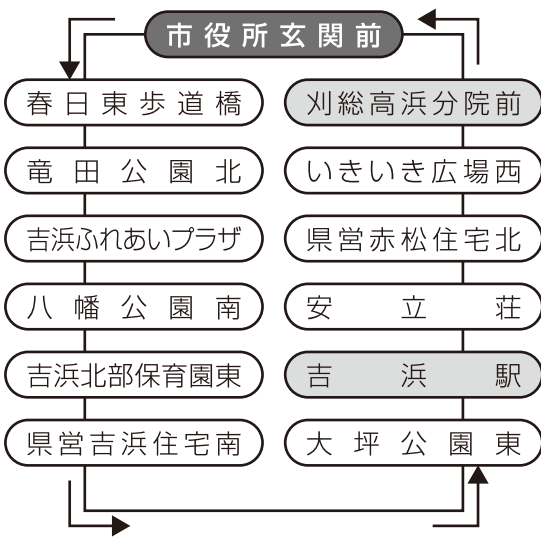 市役所玄関前
春日東歩道橋
竜田公園北
吉浜ふれあいプラザ
八幡公園南
吉浜北部保育園東
県営吉浜住宅南
大坪公園東
吉浜駅
安立荘
県営赤松住宅北
いきいき広場西
刈総高浜分院前